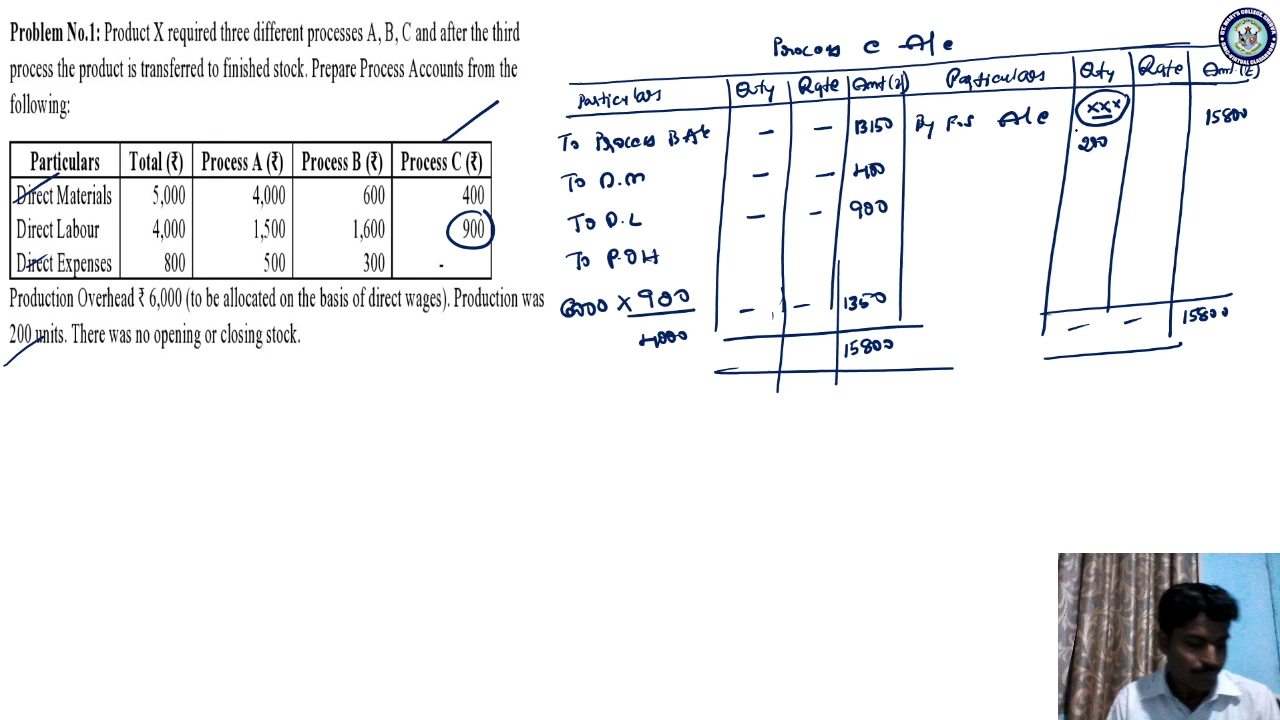 Problem No.1: Product X required three different processes A, B, C and after the third
process the product is transferred to finished stock. Prepare Process Accounts from the
following:
Particulars Total (₹) Process A (₹) Process B (₹) Process C (₹)
Direct Materials 5,000 4,000 600 400
Direct Labour 4,000 1,500 1,600 900
Direct Expenses 800 500 300 -
Production Overhead ₹ 6,000 (to be allocated on the basis of direct wages). Production was
200 units. There was no opening or closing stock.
Process C A/c
Particulars Qty Rate Amt(₹) Particulars Qty Rate Amt(₹)
To Process B A/c - - 13150 By F.S A/c xxx 15800
200
To D.M - - 400
To D.L - - 900
To P.OH
6000 x 900 - - 1350
4000
15800 - - 15800